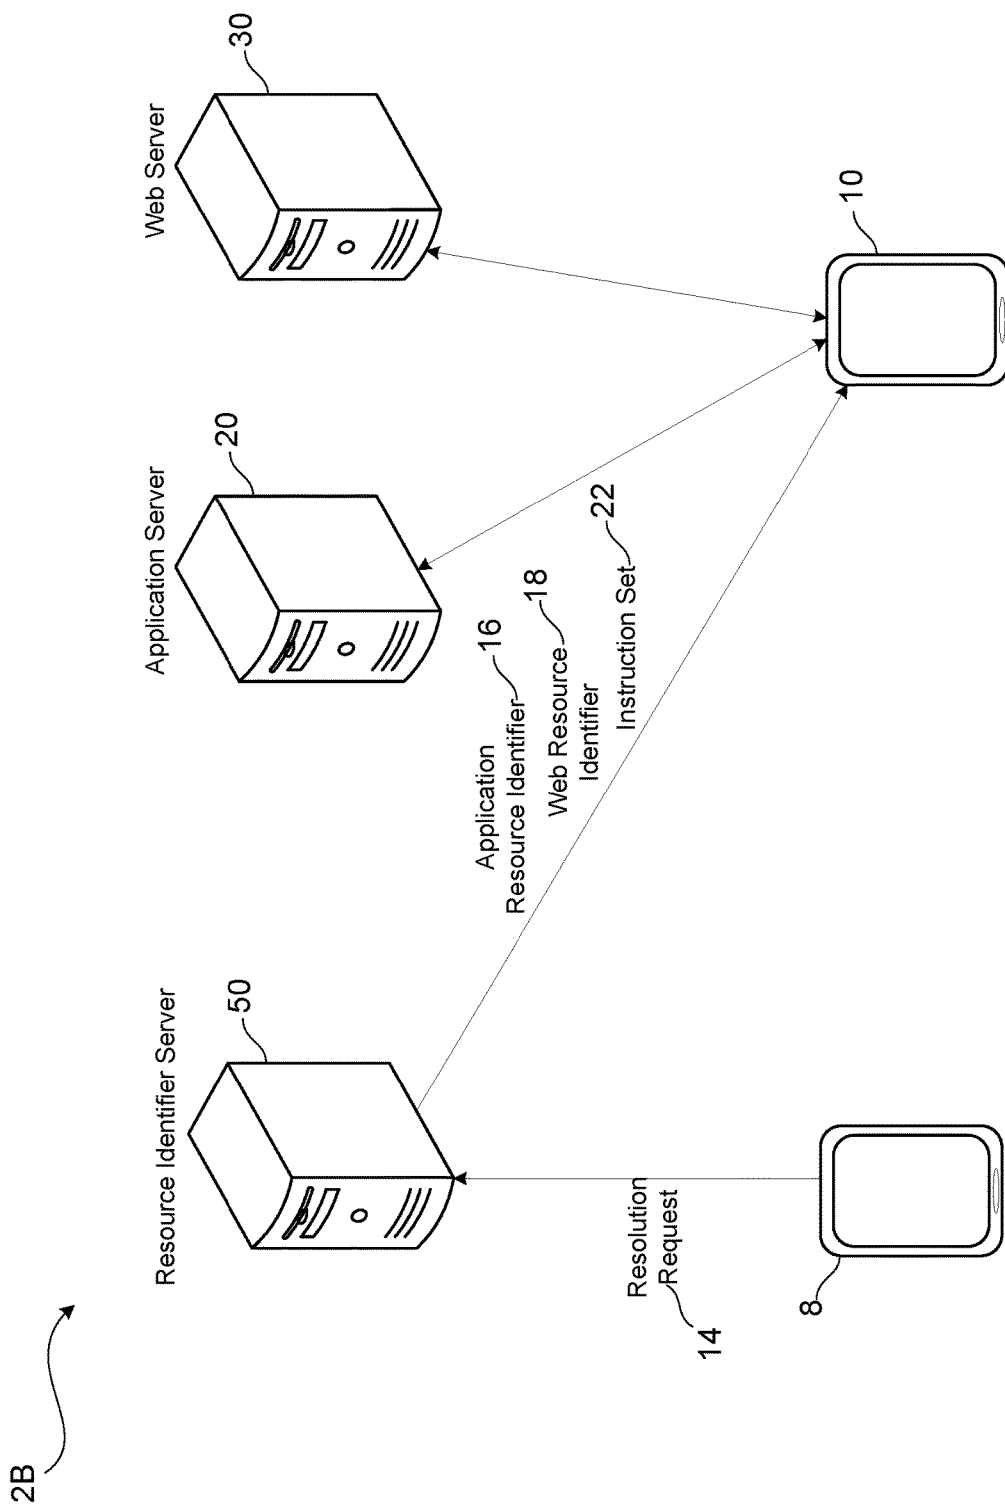 2B
Resource Identifier Server
50
Application Server
20
Web Server
30
Application
Resource Identifier
16
Web Resource
Identifier
18
Instruction Set
22
Resolution
Request
14
8
10